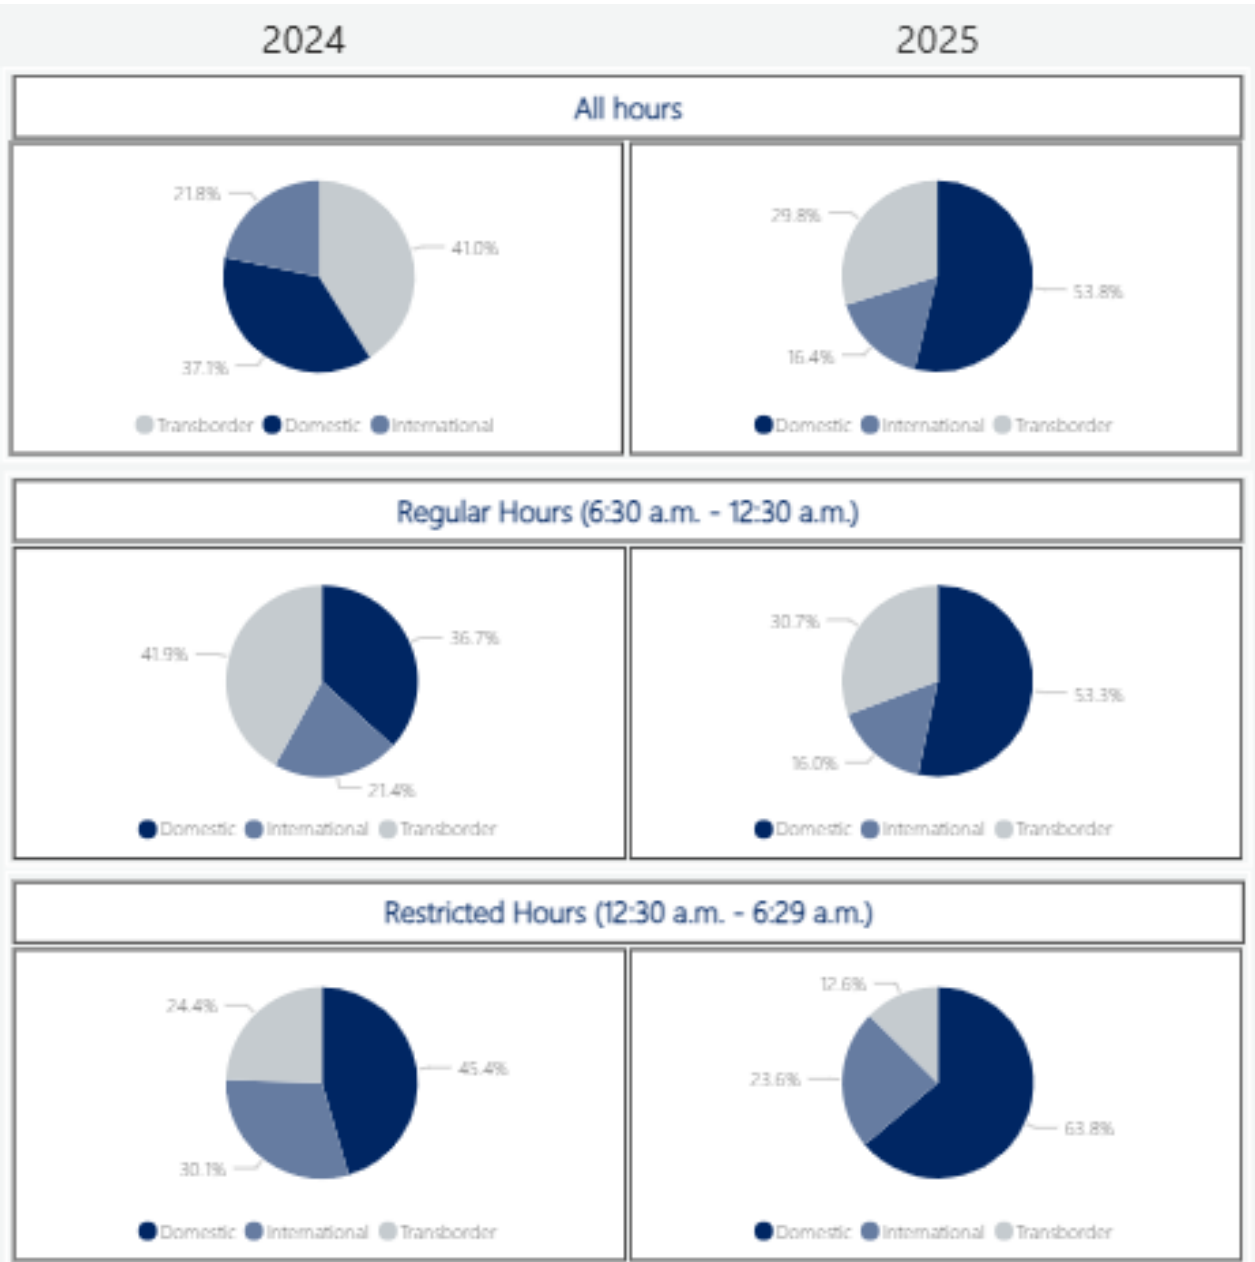 2024 2025
All hours
21.8% 41.0% 37.1%
Transborder Domestic International
29.8% 53.8% 16.4%
Domestic International Transborder
Regular Hours (6:30 a.m. - 12:30 a.m.)
36.7% 41.9% 21.4%
Domestic International Transborder
30.7% 53.3% 16.0%
Domestic International Transborder
Restricted Hours (12:30 a.m. - 6:29 a.m.)
24.4% 45.4% 30.1%
Domestic International Transborder
12.6% 23.6% 63.8%
Domestic International Transborder